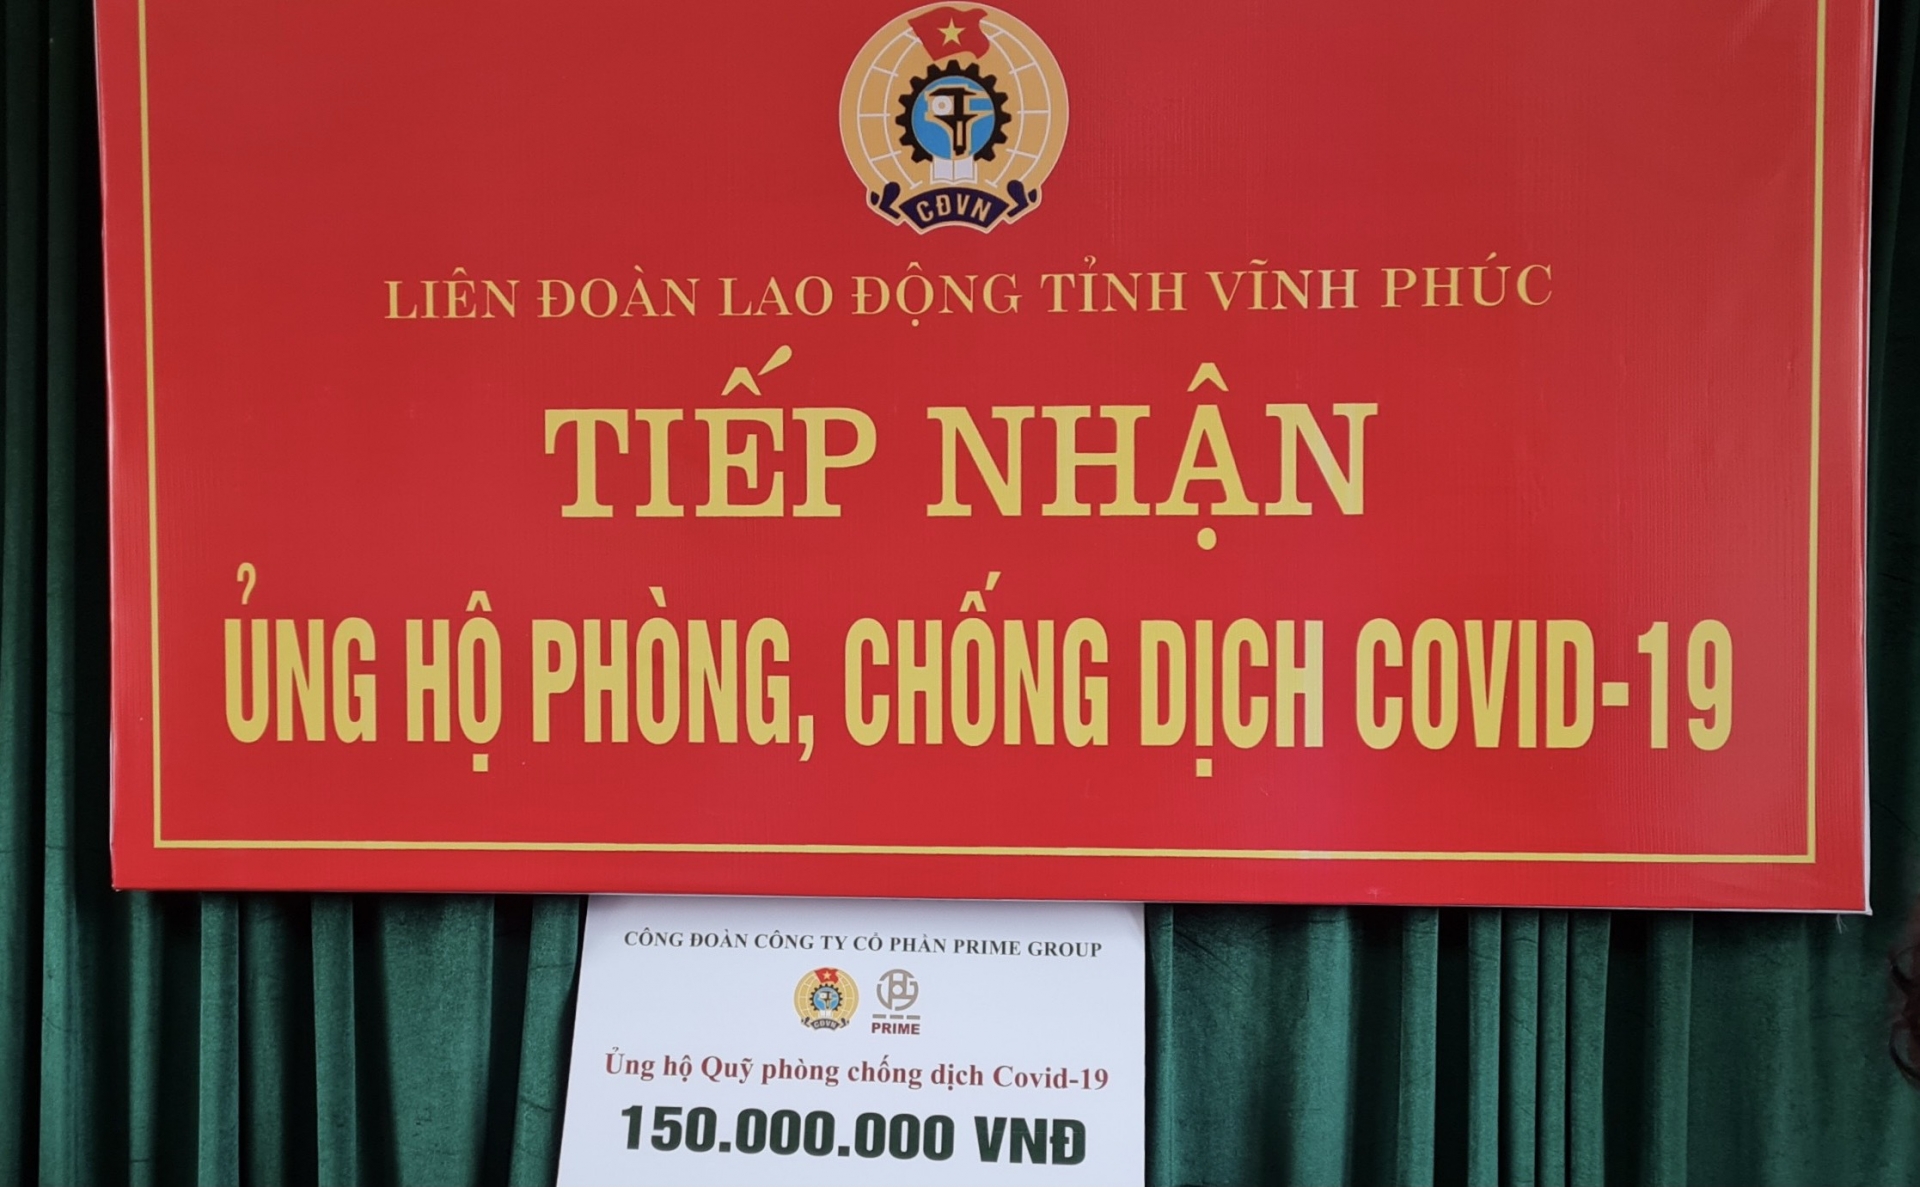 CĐVN
LIÊN ĐOÀN LAO ĐỘNG TỈNH VĨNH PHÚC
TIẾP NHẬN
ỦNG HỘ PHÒNG, CHỐNG DỊCH COVID-19
CÔNG ĐOÀN CÔNG TY CỔ PHẦN PRIME GROUP
CĐVN
PRIME
Ủng hộ Quỹ phòng chống dịch Covid-19
150.000.000 VNĐ